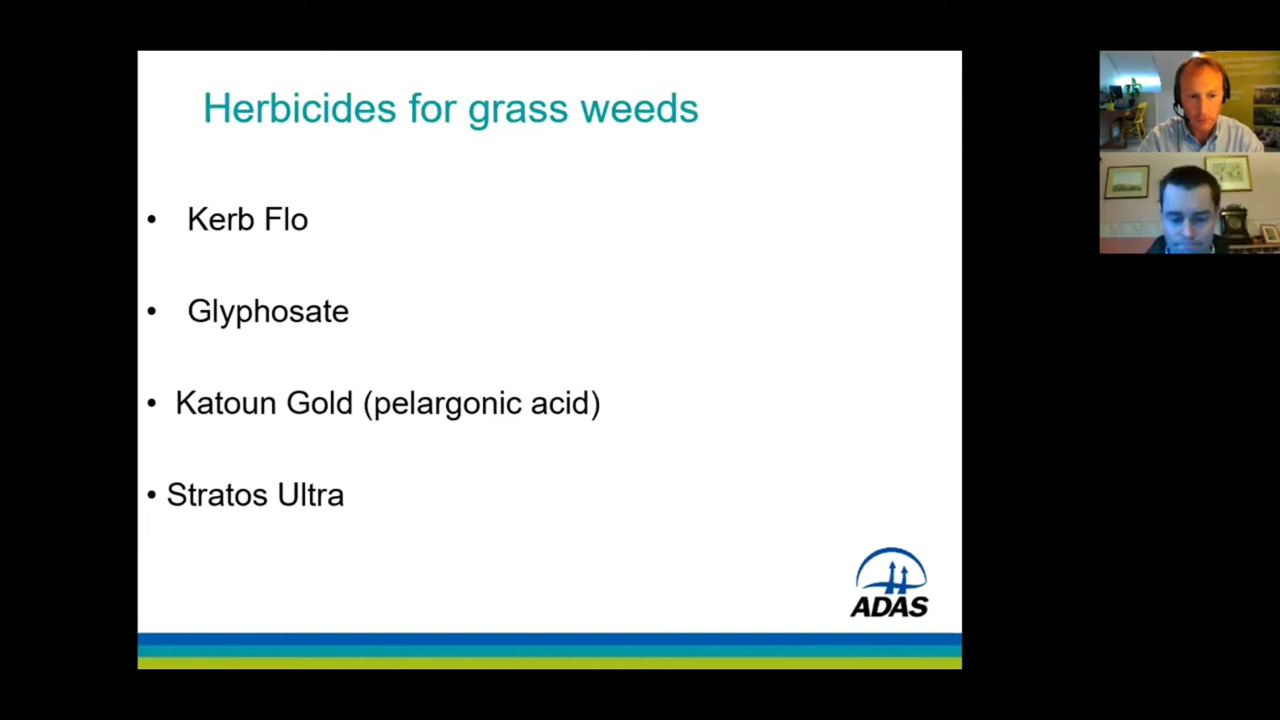 Herbicides for grass weeds
• Kerb Flo
• Glyphosate
• Katoun Gold (pelargonic acid)
• Stratos Ultra
ADAS